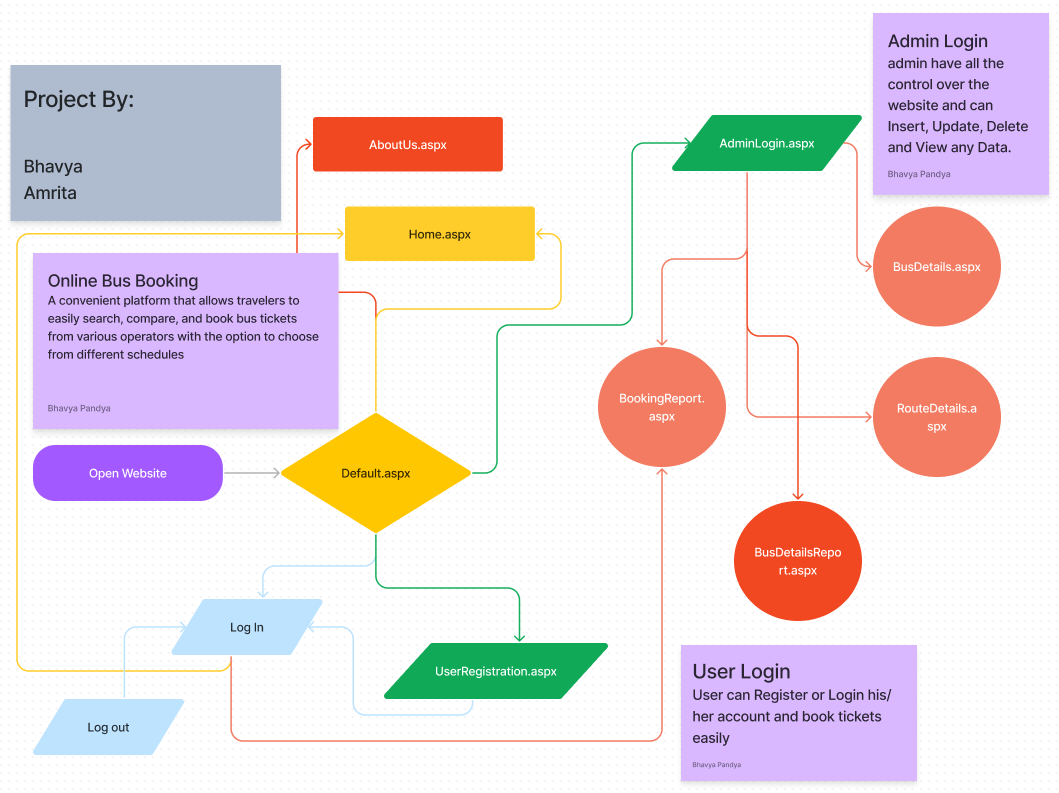 Project By:
Bhavya
Amrita
AboutUs.aspx
Home.aspx
AdminLogin.aspx
Admin Login
admin have all the
control over the
website and can
Insert, Update, Delete
and View any Data.
Bhavya Pandya
BusDetails.aspx
Online Bus Booking
A convenient platform that allows travelers to
easily search, compare, and book bus tickets
from various operators with the option to choose
from different schedules
Bhavya Pandya
BookingReport.
aspx
RouteDetails.a
spx
Open Website
Default.aspx
BusDetailsRepo
rt.aspx
Log In
UserRegistration.aspx
Log out
User Login
User can Register or Login his/
her account and book tickets
easily
Bhavya Pandya